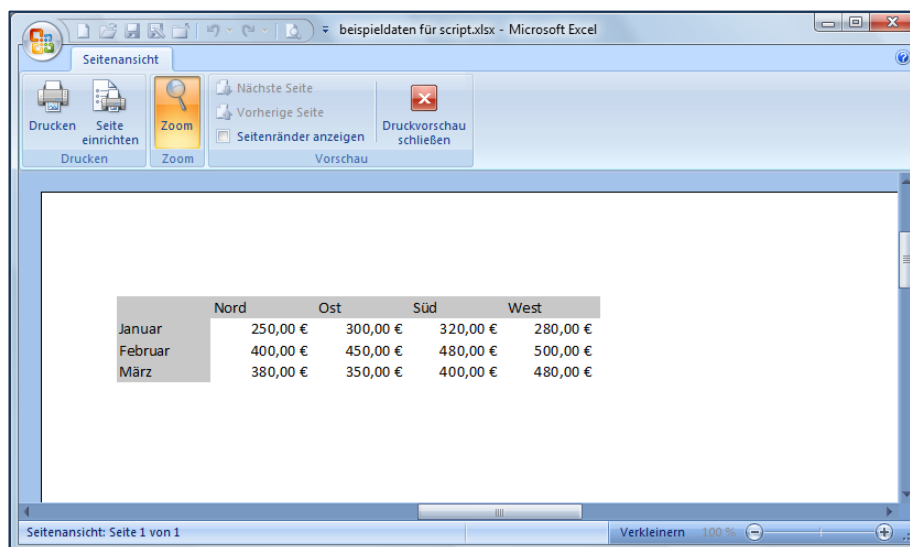 beispieldaten für script.xlsx - Microsoft Excel
Seitenansicht
Drucken
Seite einrichten
Drucken
Zoom
Zoom
Nächste Seite
Vorherige Seite
Seitenränder anzeigen
Druckvorschau schließen
Vorschau
Nord Ost Süd West
Januar 250,00 € 300,00 € 320,00 € 280,00 €
Februar 400,00 € 450,00 € 480,00 € 500,00 €
März 380,00 € 350,00 € 400,00 € 480,00 €
Seitenansicht: Seite 1 von 1
Verkleinern 100 %